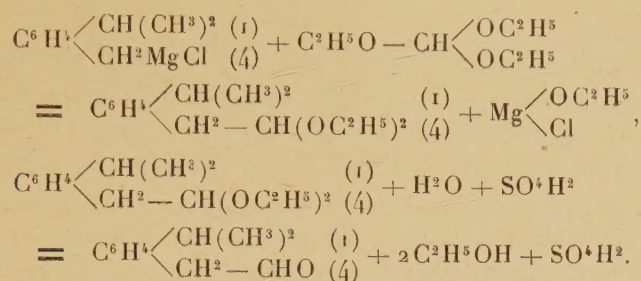 C⁶H⁴ CH(CH³)² (1) CH²MgCl (4) + C²H⁵O — CH OC²H⁵ OC²H⁵
= C⁶H⁴ CH(CH³)² (1) CH² — CH(OC²H⁵)² (4) + Mg OC²H⁵ Cl ,
C⁶H⁴ CH(CH³)² (1) CH² — CH(OC²H⁵)² (4) + H²O + SO⁴H²
= C⁶H⁴ CH(CH³)² (1) CH² — CHO (4) + 2C²H⁵OH + SO⁴H².